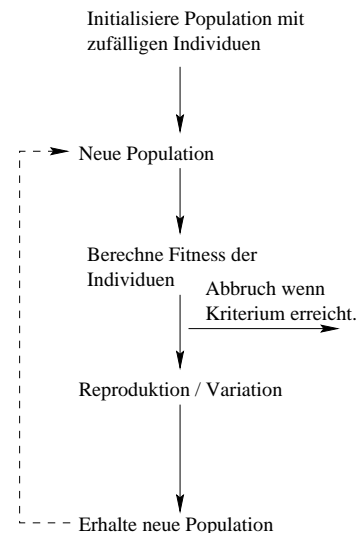 Initialisiere Population mit
zufälligen Individuen
Neue Population
Berechne Fitness der
Individuen
Abbruch wenn
Kriterium erreicht.
Reproduktion / Variation
Erhalte neue Population